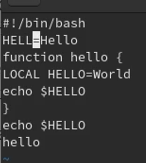 #!/bin/bash
HELL=Hello
function hello {
LOCAL HELLO=World
echo $HELLO
}
echo $HELLO
hello
~